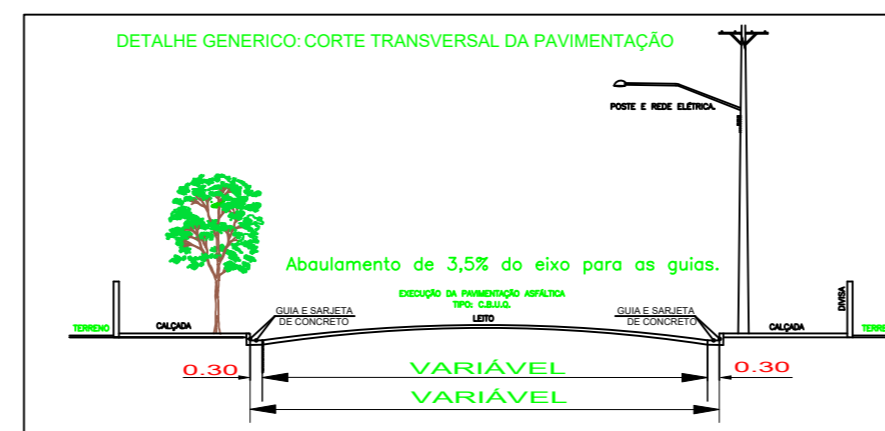 DETALHE GENERICO: CORTE TRANSVERSAL DA PAVIMENTAÇÃO
POSTE E REDE ELÉTRICA.
Abaulamento de 3,5% do eixo para as guias.
EXECUÇÃO DA PAVIMENTAÇÃO ASFÁLTICA
TIPO: C.B.U.Q.
DIVISA
GUIA E SARJETA
DE CONCRETO
LEITO
GUIA E SARJETA
DE CONCRETO
TERRENO
CALÇADA
CALÇADA
TERRE
0.30
VARIÁVEL
0.30
VARIÁVEL